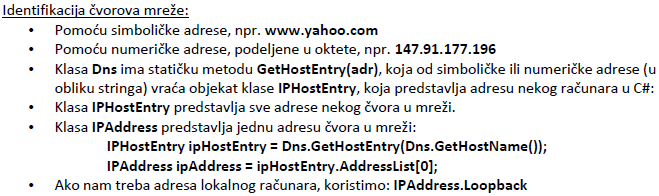 Identifikacija čvorova mreže:
• Pomoću simboličke adrese, npr. www.yahoo.com
• Pomoću numeričke adrese, podeljene u oktete, npr. 147.91.177.196
• Klasa Dns ima statičku metodu GetHostEntry(adr), koja od simboličke ili numeričke adrese (u
obliku stringa) vraća objekat klase IPHostEntry, koja predstavlja adresu nekog računara u C#:
• Klasa IPHostEntry predstavlja sve adrese nekog čvora u mreži.
• Klasa IPAddress predstavlja jednu adresu čvora u mreži:
IPHostEntry ipHostEntry = Dns.GetHostEntry(Dns.GetHostName());
IPAddress ipAddress = ipHostEntry.AddressList[0];
• Ako nam treba adresa lokalnog računara, koristimo: IPAddress.Loopback